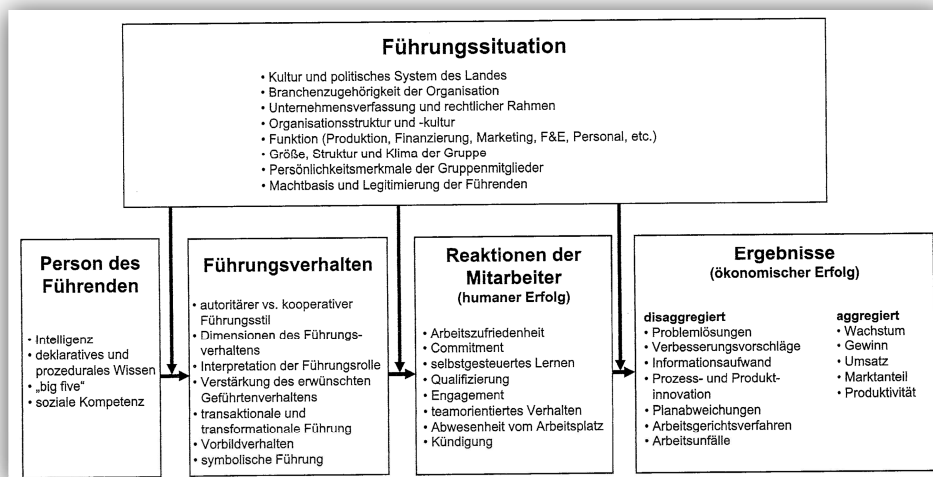 Führungssituation
• Kultur und politisches System des Landes
• Branchenzugehörigkeit der Organisation
• Unternehmensverfassung und rechtlicher Rahmen
• Organisationsstruktur und -kultur
• Funktion (Produktion, Finanzierung, Marketing, F&E, Personal, etc.)
• Größe, Struktur und Klima der Gruppe
• Persönlichkeitsmerkmale der Gruppenmitglieder
• Machtbasis und Legitimierung der Führenden
Person des
Führenden
• Intelligenz
• deklaratives und
prozedurales Wissen
• „big five“
• soziale Kompetenz
Führungsverhalten
• autoritärer vs. kooperativer
Führungsstil
• Dimensionen des Führungs-
verhaltens
• Interpretation der Führungsrolle
• Verstärkung des erwünschten
Geführtenverhaltens
• transaktionale und
transformationale Führung
• Vorbildverhalten
• symbolische Führung
Reaktionen der
Mitarbeiter
(humaner Erfolg)
• Arbeitszufriedenheit
• Commitment
• selbstgesteuertes Lernen
• Qualifizierung
• Engagement
• teamorientiertes Verhalten
• Abwesenheit vom Arbeitsplatz
• Kündigung
Ergebnisse
(ökonomischer Erfolg)
disaggregiert
• Problemlösungen
• Verbesserungsvorschläge
• Informationsaufwand
• Prozess- und Produkt-
innovation
• Planabweichungen
• Arbeitsgerichtsverfahren
• Arbeitsunfälle
aggregiert
• Wachstum
• Gewinn
• Umsatz
• Marktanteil
• Produktivität